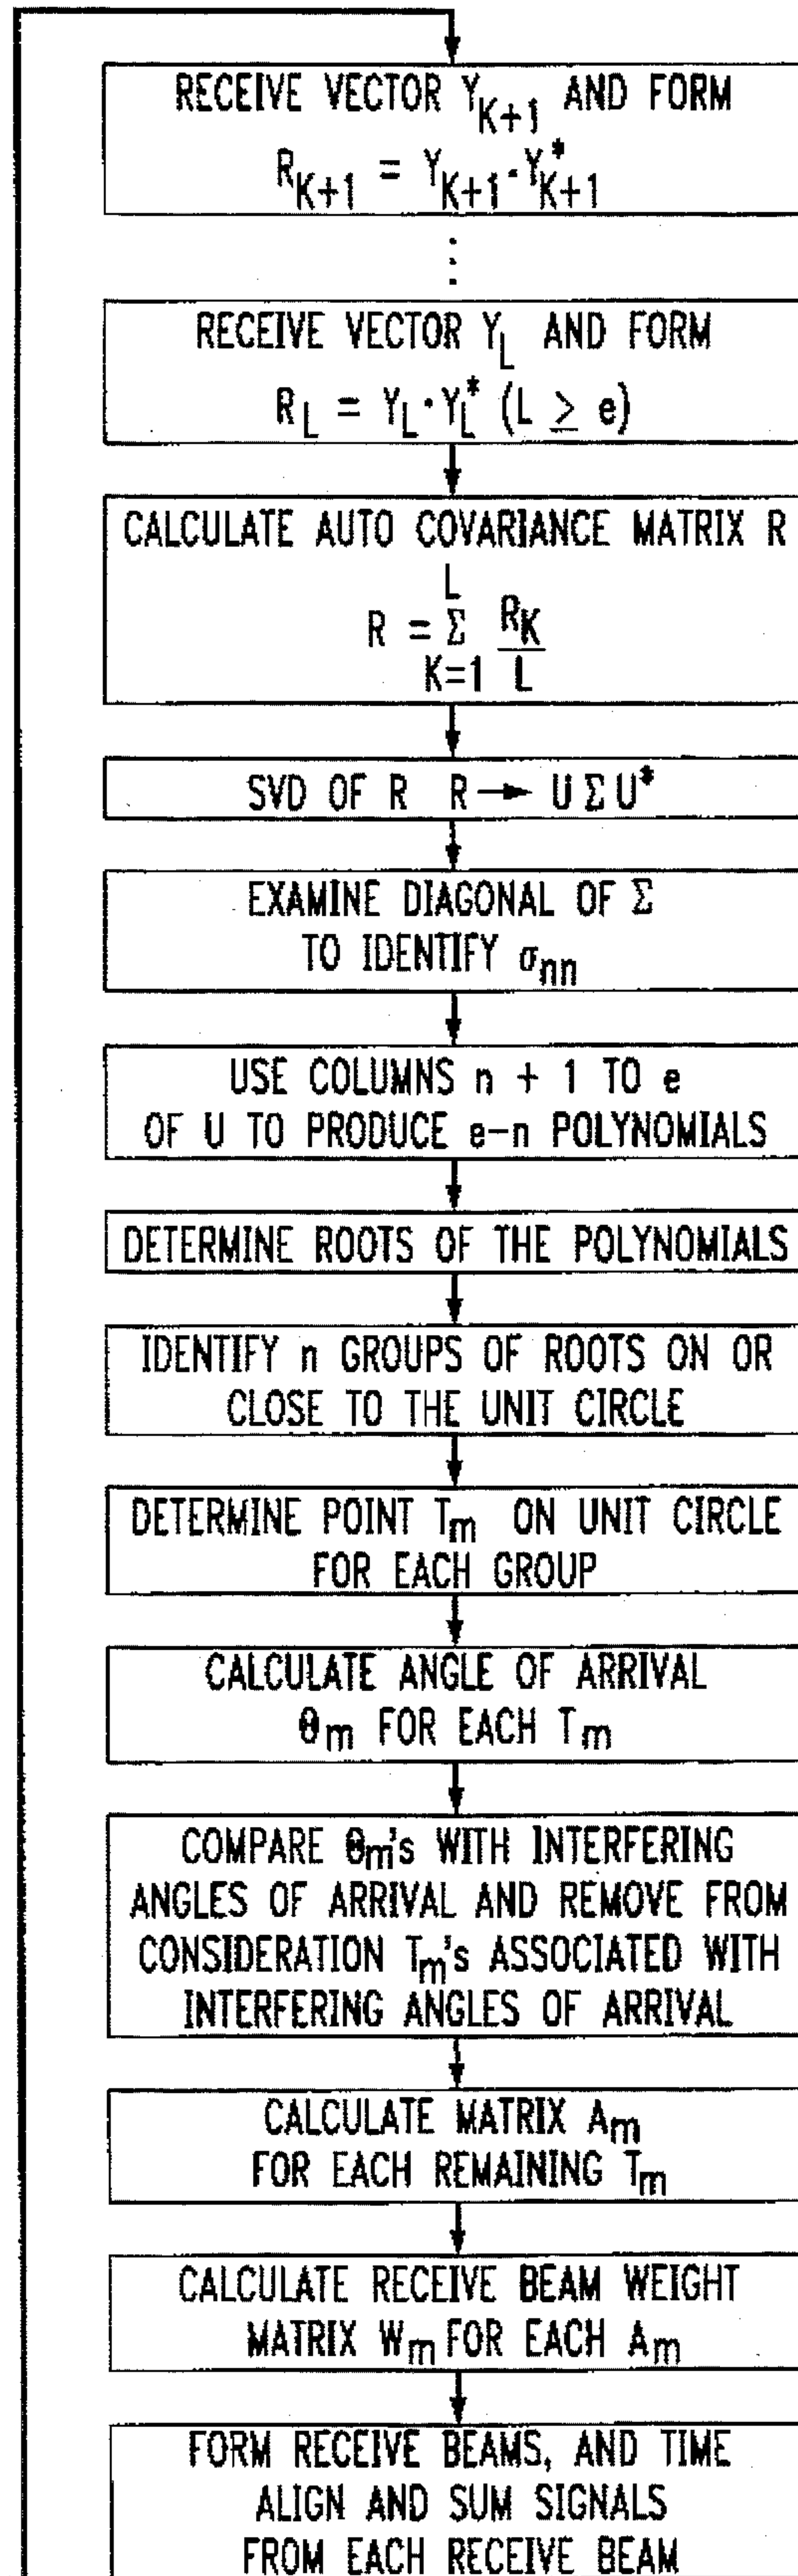 RECEIVE VECTOR Y_{K+1} AND FORM
R_{K+1} = Y_{K+1}·Y*_{K+1}
⋮
RECEIVE VECTOR Y_L AND FORM
R_L = Y_L·Y_L* (L ≥ e)
CALCULATE AUTO COVARIANCE MATRIX R
L
R = Σ R_K
K=1 L
SVD OF R R → U Σ U*
EXAMINE DIAGONAL OF Σ
TO IDENTIFY σ_{nn}
USE COLUMNS n + 1 TO e
OF U TO PRODUCE e-n POLYNOMIALS
DETERMINE ROOTS OF THE POLYNOMIALS
IDENTIFY n GROUPS OF ROOTS ON OR
CLOSE TO THE UNIT CIRCLE
DETERMINE POINT T_m ON UNIT CIRCLE
FOR EACH GROUP
CALCULATE ANGLE OF ARRIVAL
θ_m FOR EACH T_m
COMPARE θ_m's WITH INTERFERING
ANGLES OF ARRIVAL AND REMOVE FROM
CONSIDERATION T_m's ASSOCIATED WITH
INTERFERING ANGLES OF ARRIVAL
CALCULATE MATRIX A_m
FOR EACH REMAINING T_m
CALCULATE RECEIVE BEAM WEIGHT
MATRIX W_m FOR EACH A_m
FORM RECEIVE BEAMS, AND TIME
ALIGN AND SUM SIGNALS
FROM EACH RECEIVE BEAM